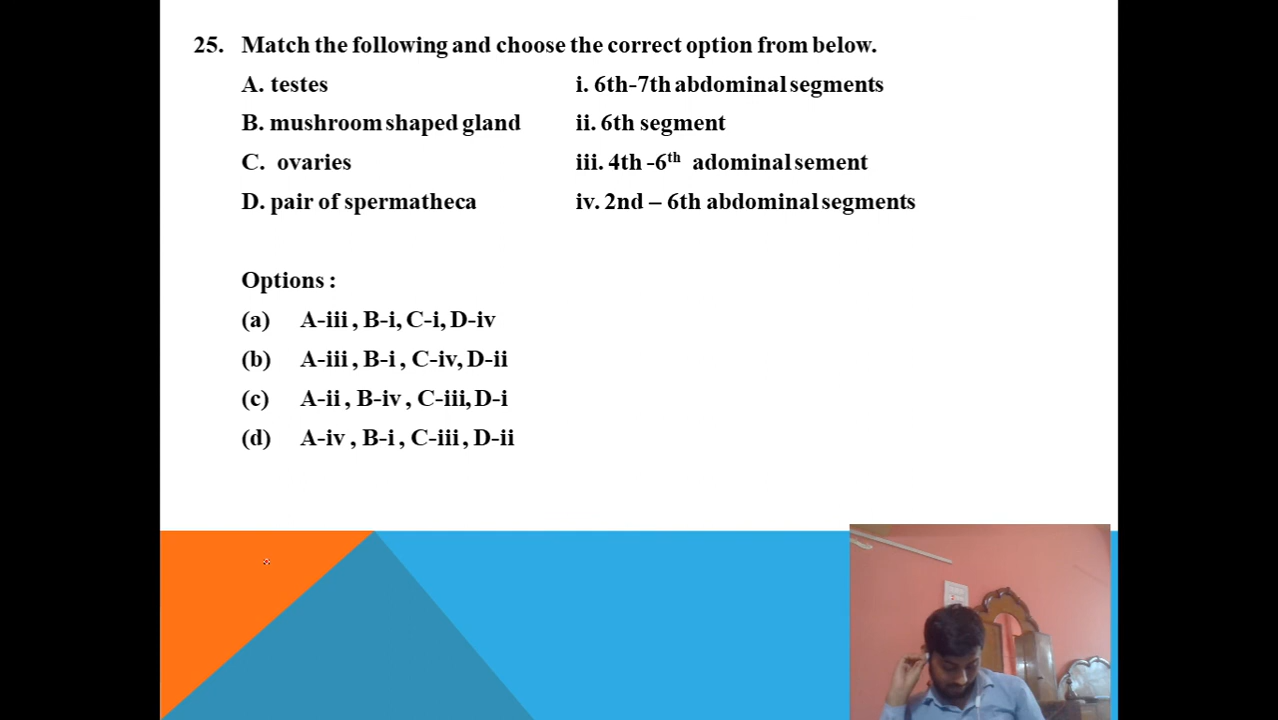 25. Match the following and choose the correct option from below.
A. testes i. 6th-7th abdominal segments
B. mushroom shaped gland ii. 6th segment
C. ovaries iii. 4th -6th adominal sement
D. pair of spermatheca iv. 2nd – 6th abdominal segments
Options :
(a) A-iii , B-i, C-i, D-iv
(b) A-iii , B-i , C-iv, D-ii
(c) A-ii , B-iv , C-iii, D-i
(d) A-iv , B-i , C-iii , D-ii